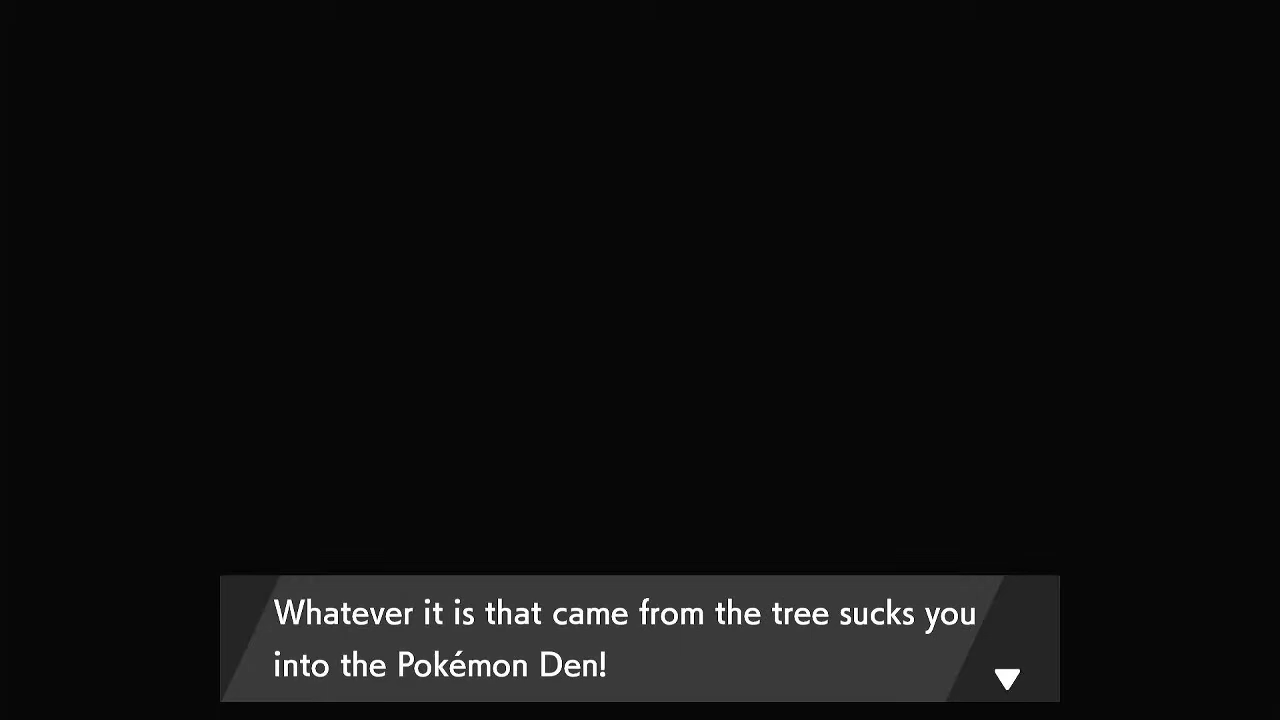 Whatever it is that came from the tree sucks you
into the Pokémon Den!